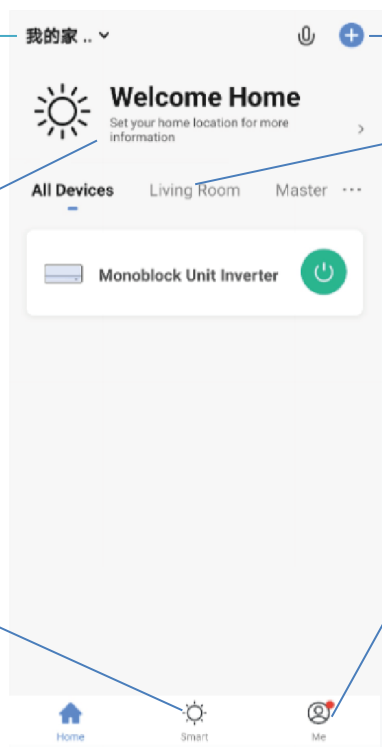 我的家 ..
Welcome Home
Set your home location for more
information
All Devices Living Room Master ...
Monoblock Unit Inverter
Home Smart Me